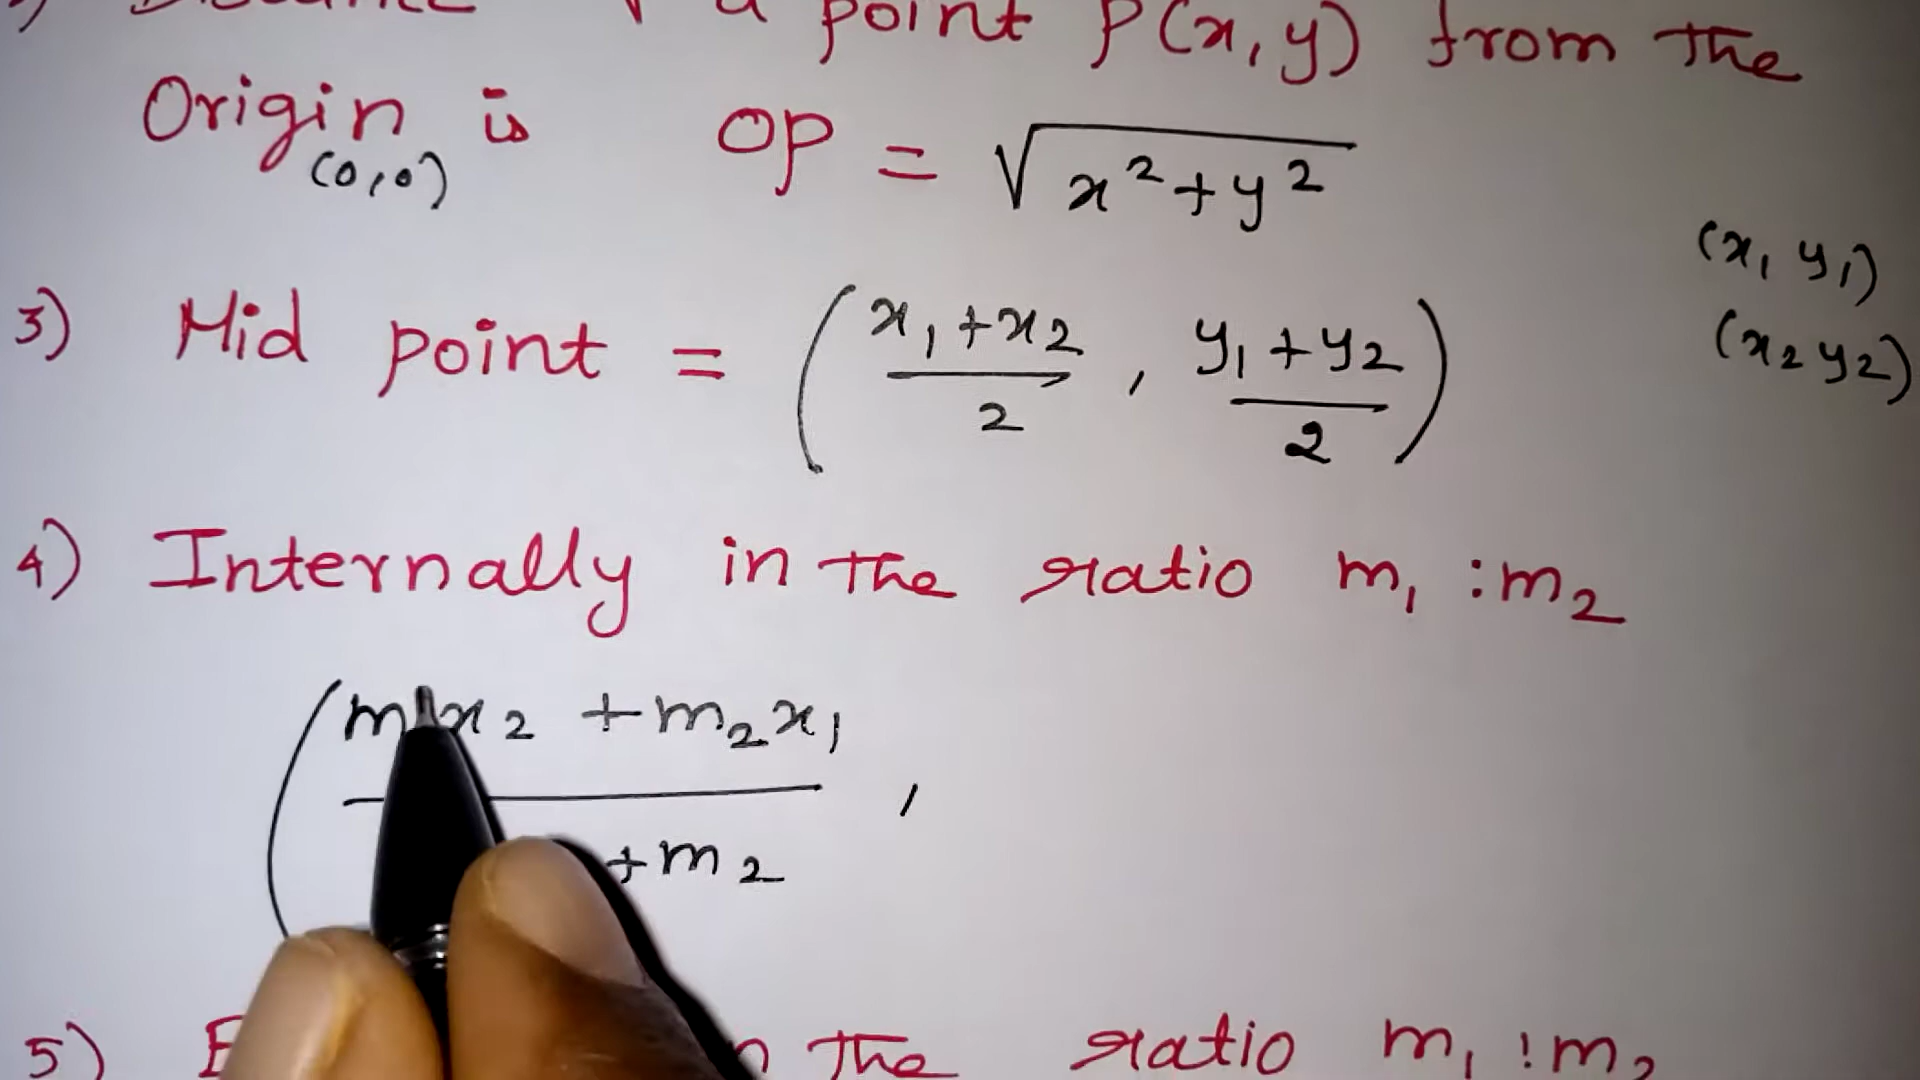 a point P(x, y) from the
Origin is OP = √x²+y²
(0,0)
(x₁ y₁)
(x₂ y₂)
3) Mid point = (x₁+x₂/2, y₁+y₂/2)
4) Internally in the ratio m₁ : m₂
(m₁x₂ + m₂x₁
+m₂ ,
5) the ratio m₁ : m₂